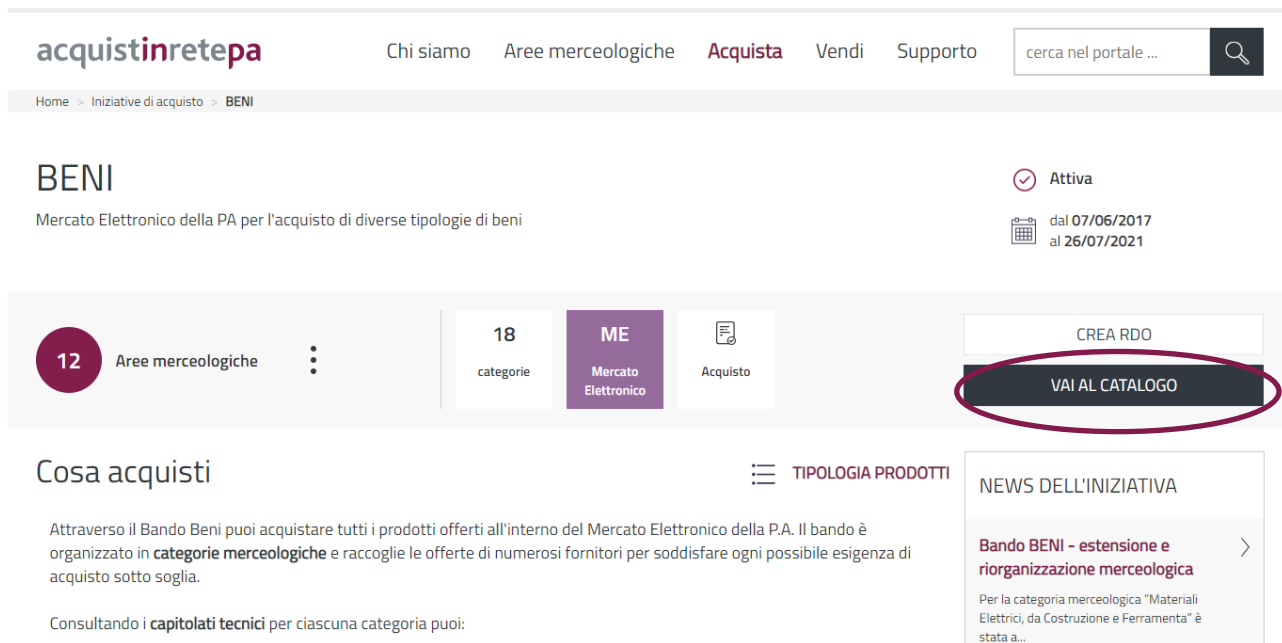 acquistinretepa
Chi siamo Aree merceologiche Acquista Vendi Supporto
cerca nel portale ...
Home > Iniziative di acquisto > BENI
BENI
Mercato Elettronico della PA per l'acquisto di diverse tipologie di beni
Attiva
dal 07/06/2017
al 26/07/2021
12 Aree merceologiche
18
categorie
ME
Mercato
Elettronico
Acquisto
CREA RDO
VAI AL CATALOGO
Cosa acquisti
TIPOLOGIA PRODOTTI
Attraverso il Bando Beni puoi acquistare tutti i prodotti offerti all'interno del Mercato Elettronico della P.A. Il bando è
organizzato in categorie merceologiche e raccoglie le offerte di numerosi fornitori per soddisfare ogni possibile esigenza di
acquisto sotto soglia.
Consultando i capitolati tecnici per ciascuna categoria puoi:
NEWS DELL'INIZIATIVA
Bando BENI - estensione e
riorganizzazione merceologica
Per la categoria merceologica "Materiali
Elettrici, da Costruzione e Ferramenta" è
stata a...